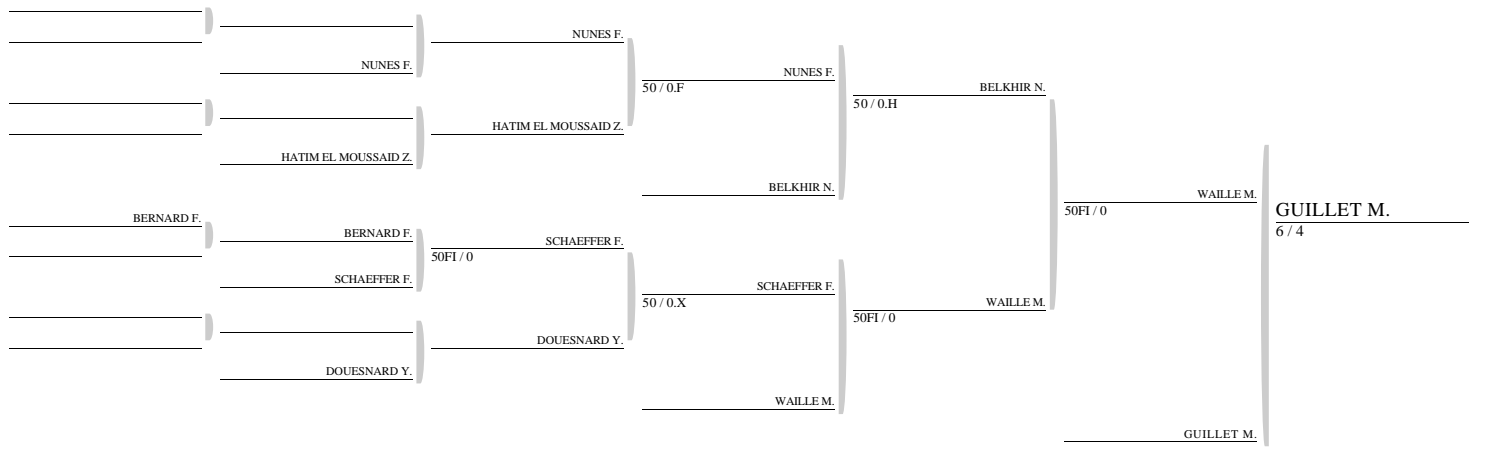 NUNES F.
NUNES F.
NUNES F.
50 / 0.F
BELKHIR N.
50 / 0.H
HATIM EL MOUSSAID Z.
HATIM EL MOUSSAID Z.
BELKHIR N.
WAILLE M.
50FI / 0
GUILLET M.
6 / 4
BERNARD F.
BERNARD F.
SCHAEFFER F.
50FI / 0
SCHAEFFER F.
SCHAEFFER F.
50 / 0.X
WAILLE M.
50FI / 0
DOUESNARD Y.
DOUESNARD Y.
WAILLE M.
GUILLET M.